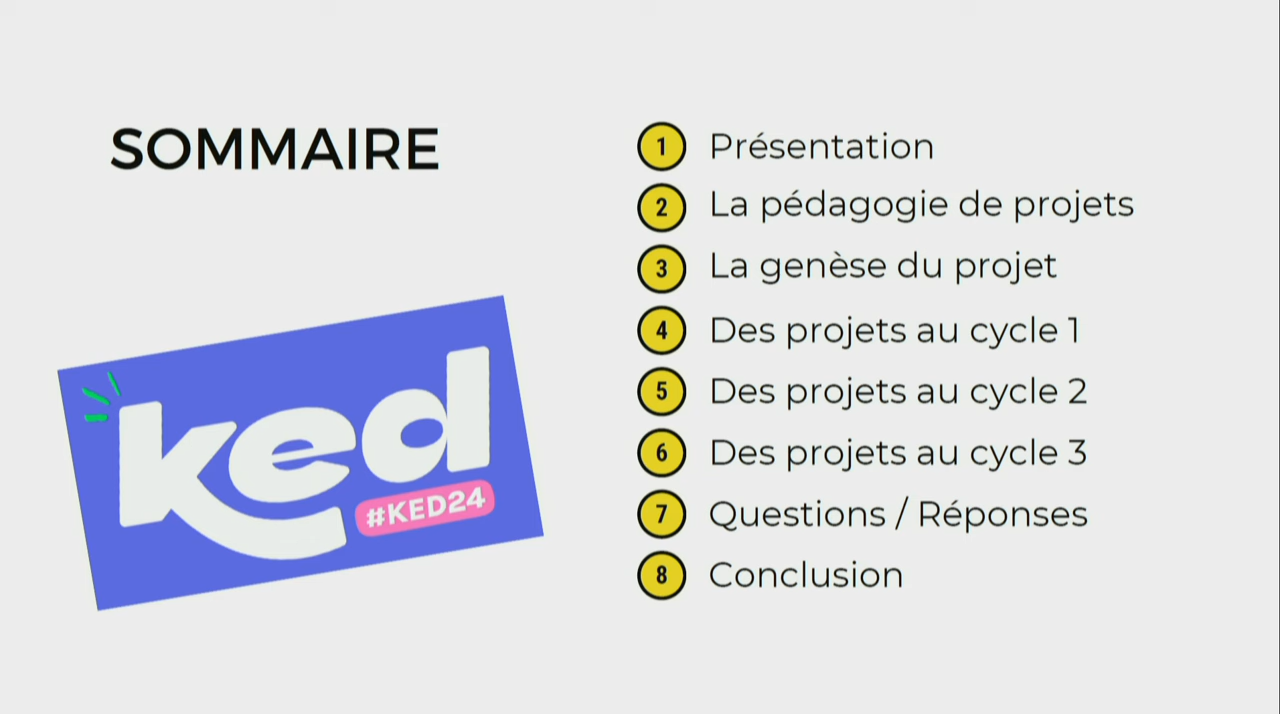 SOMMAIRE
1 Présentation
2 La pédagogie de projets
3 La genèse du projet
4 Des projets au cycle 1
5 Des projets au cycle 2
6 Des projets au cycle 3
7 Questions / Réponses
8 Conclusion
ked
#KED24